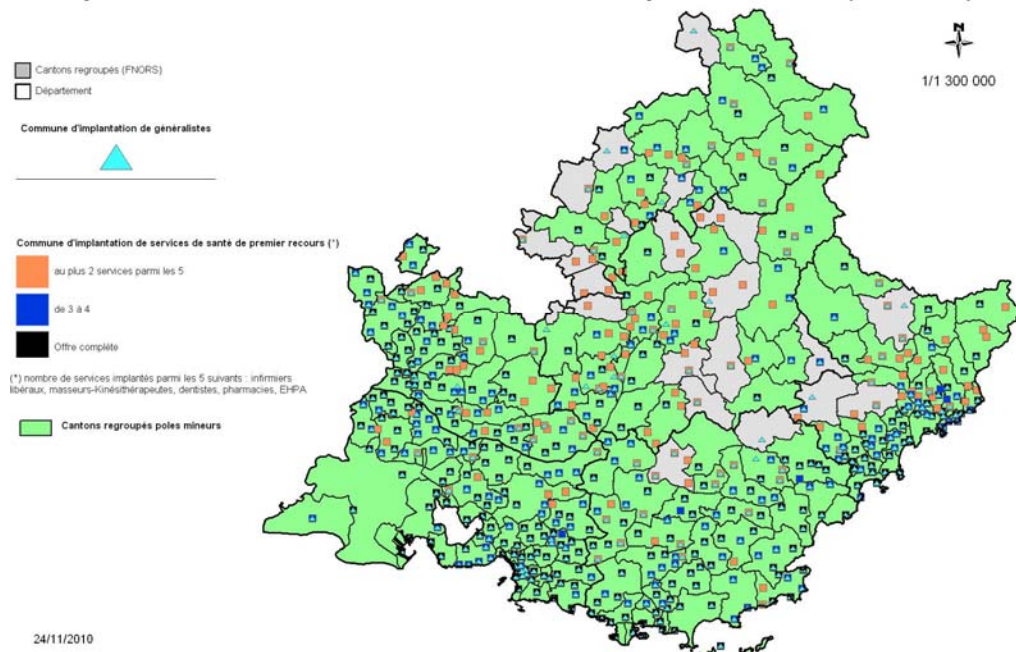 N
1/1 300 000
Cantons regroupés (FNORS)
Département
Commune d'implantation de généralistes
Commune d'implantation de services de santé de premier recours (*)
au plus 2 services parmi les 5
de 3 à 4
Offre complète
(*) nombre de services implantés parmi les 5 suivants : infirmiers
libéraux, masseurs-Kinésithérapeutes, dentistes, pharmacies, EHPA
Cantons regroupés poles mineurs
24/11/2010